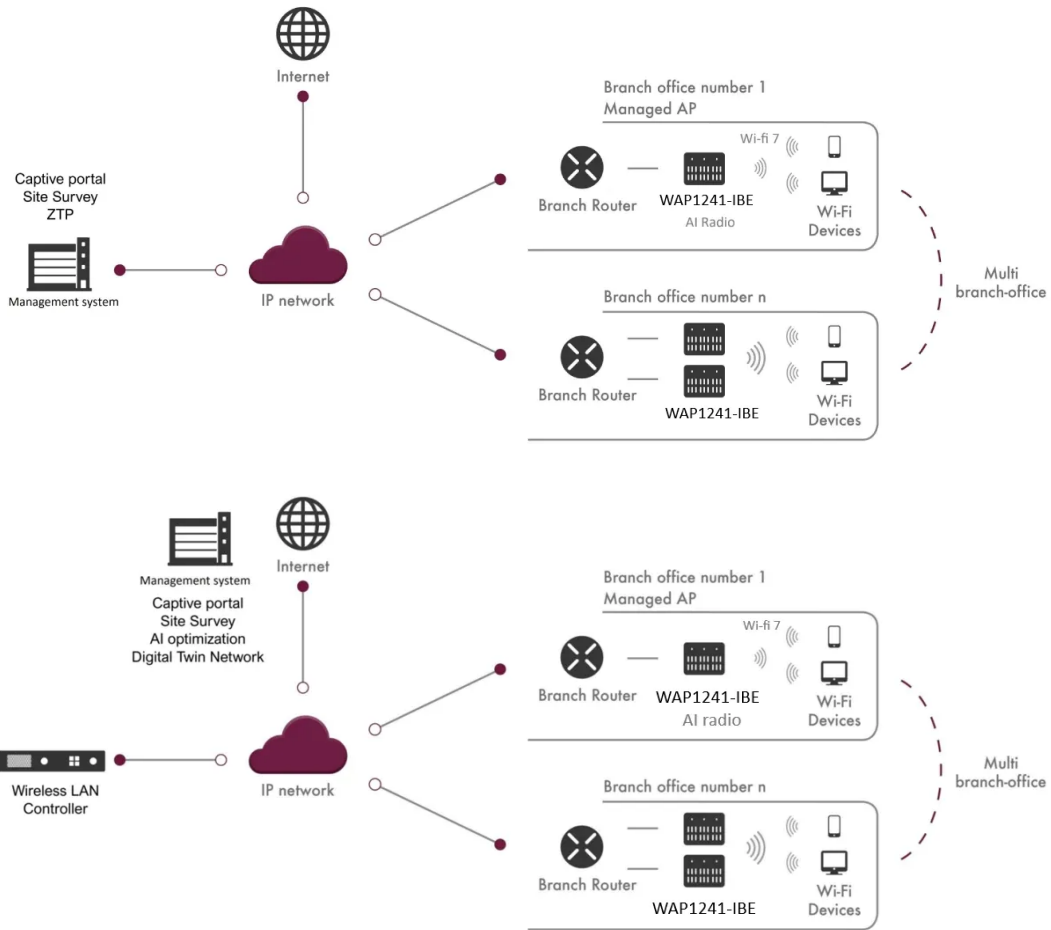 Internet
Captive portal
Site Survey
ZTP
Management system
IP network
Branch office number 1
Managed AP
Wi-fi 7
Branch Router
WAP1241-IBE
AI Radio
Wi-Fi
Devices
Branch office number n
Branch Router
WAP1241-IBE
Wi-Fi
Devices
Multi
branch-office
Management system
Captive portal
Site Survey
AI optimization
Digital Twin Network
Internet
Wireless LAN
Controller
IP network
Branch office number 1
Managed AP
Wi-fi 7
Branch Router
WAP1241-IBE
AI radio
Wi-Fi
Devices
Branch office number n
Branch Router
WAP1241-IBE
Wi-Fi
Devices
Multi
branch-office